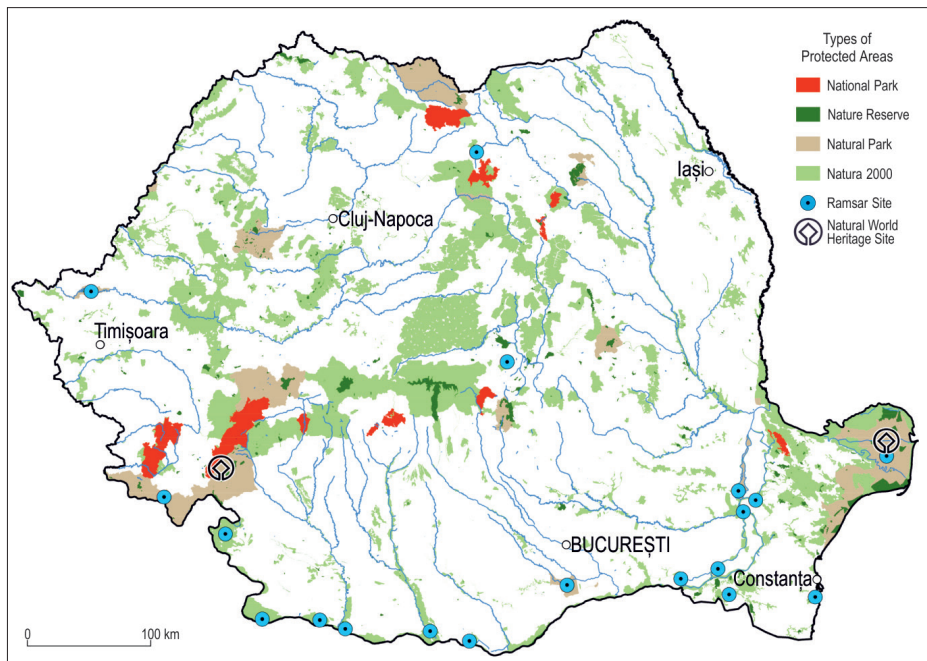 Types of
Protected Areas
National Park
Nature Reserve
Natural Park
Natura 2000
Ramsar Site
Natural World
Heritage Site
Iași
Cluj-Napoca
Timișoara
BUCUREȘTI
Constanța
0 100 km